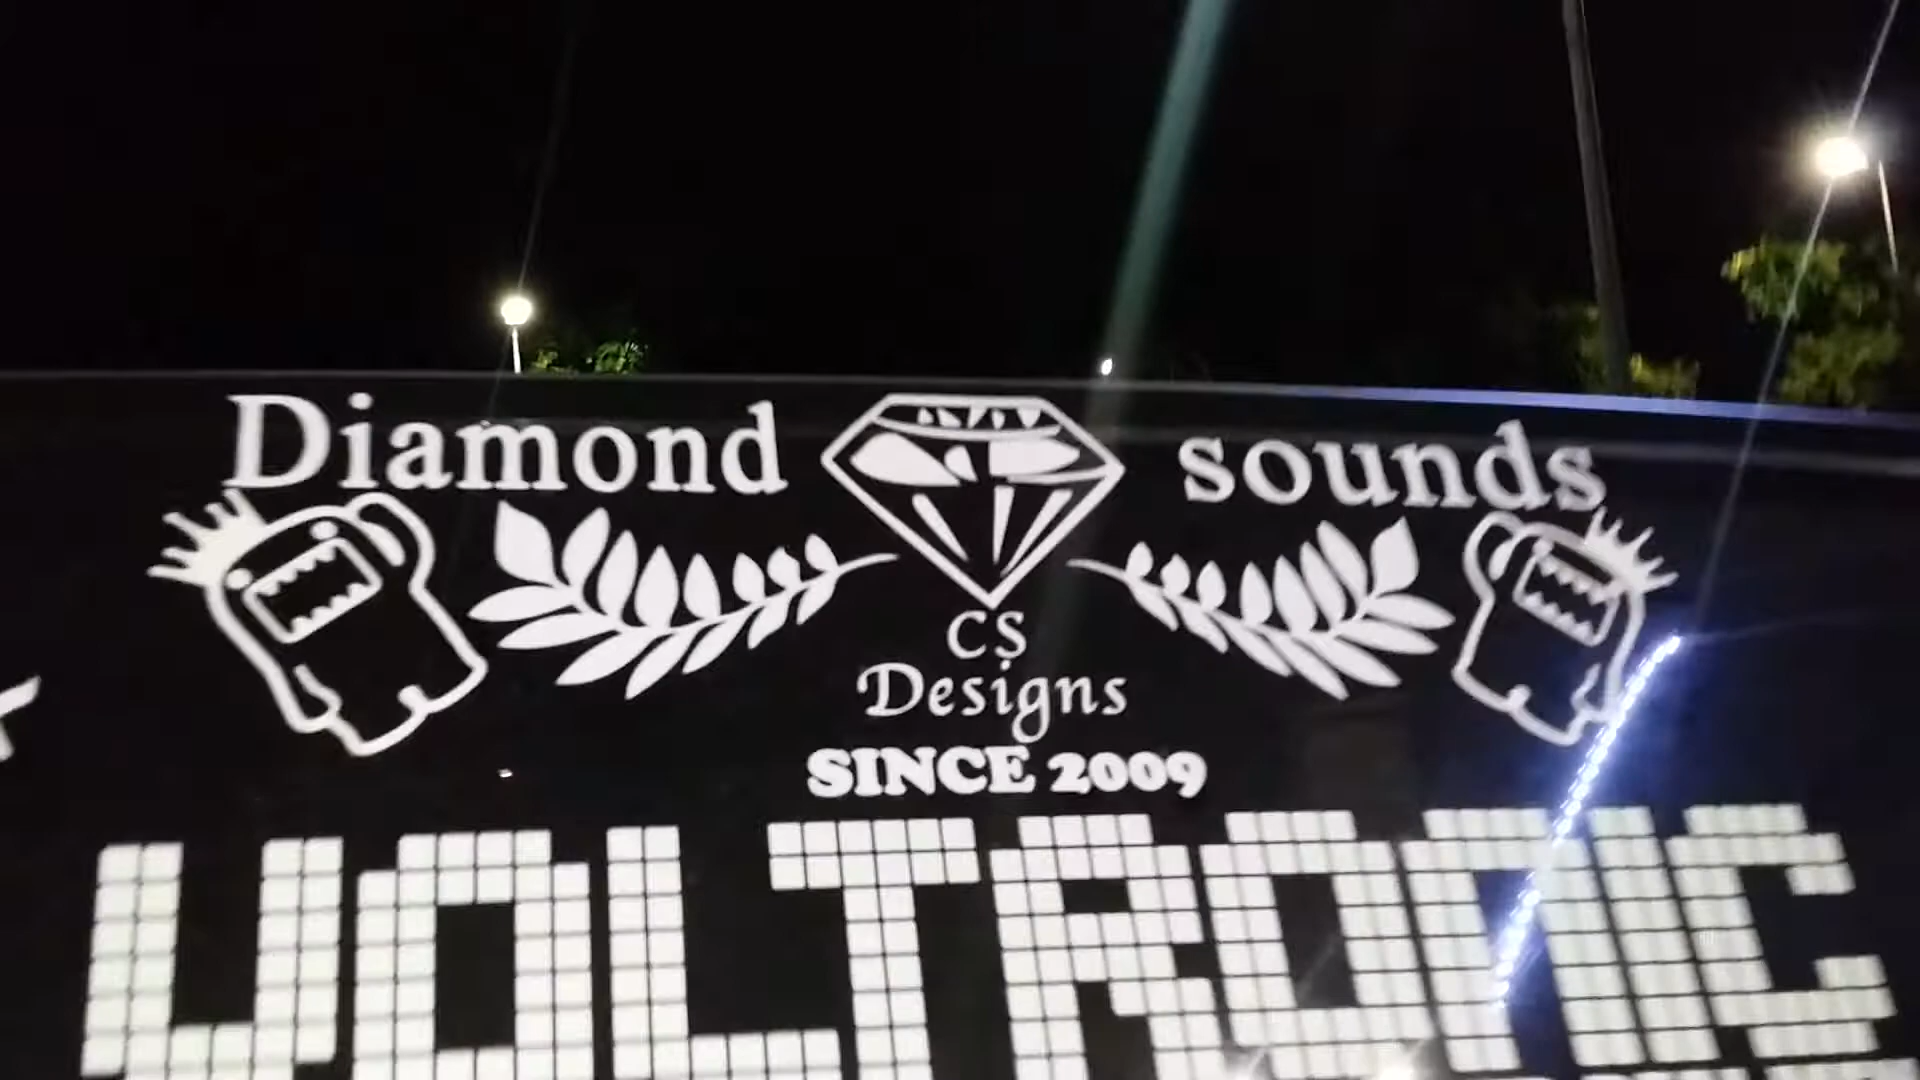 Diamond sounds
CS
Designs
SINCE 2009
VOLTRONIC